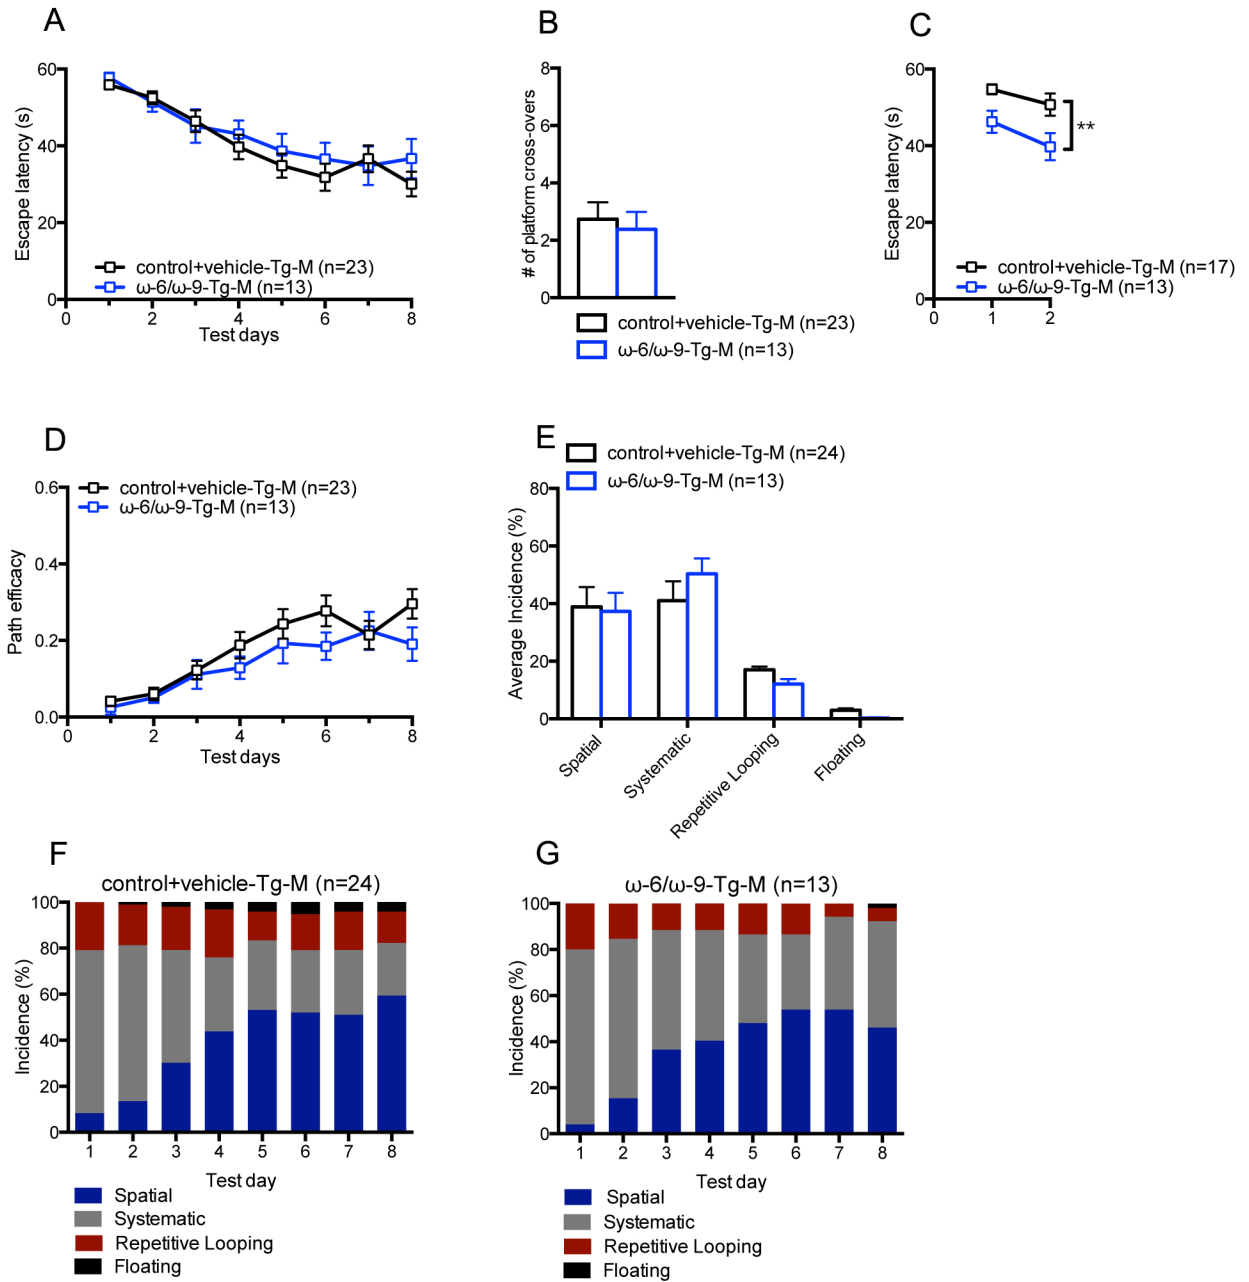 A
Escape latency (s)
60
40
20
0
0 2 4 6 8
Test days
control+vehicle-Tg-M (n=23)
ω-6/ω-9-Tg-M (n=13)
B
# of platform cross-overs
8
6
4
2
0
control+vehicle-Tg-M (n=23)
ω-6/ω-9-Tg-M (n=13)
C
Escape latency (s)
60
40
20
0
**
control+vehicle-Tg-M (n=17)
ω-6/ω-9-Tg-M (n=13)
0 1 2
D
Path efficacy
0.6
0.4
0.2
0.0
control+vehicle-Tg-M (n=23)
ω-6/ω-9-Tg-M (n=13)
0 2 4 6 8
Test days
E
control+vehicle-Tg-M (n=24)
ω-6/ω-9-Tg-M (n=13)
Average Incidence (%)
80
60
40
20
0
Spatial
Systematic
Repetitive Looping
Floating
F
control+vehicle-Tg-M (n=24)
Incidence (%)
100
80
60
40
20
0
1 2 3 4 5 6 7 8
Test day
Spatial
Systematic
Repetitive Looping
Floating
G
ω-6/ω-9-Tg-M (n=13)
Incidence (%)
100
80
60
40
20
0
1 2 3 4 5 6 7 8
Test day
Spatial
Systematic
Repetitive Looping
Floating